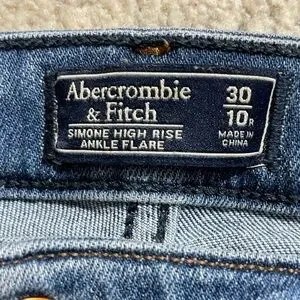 Abercrombie
& Fitch
SIMONE HIGH RISE
ANKLE FLARE
30
10R
MADE IN
CHINA